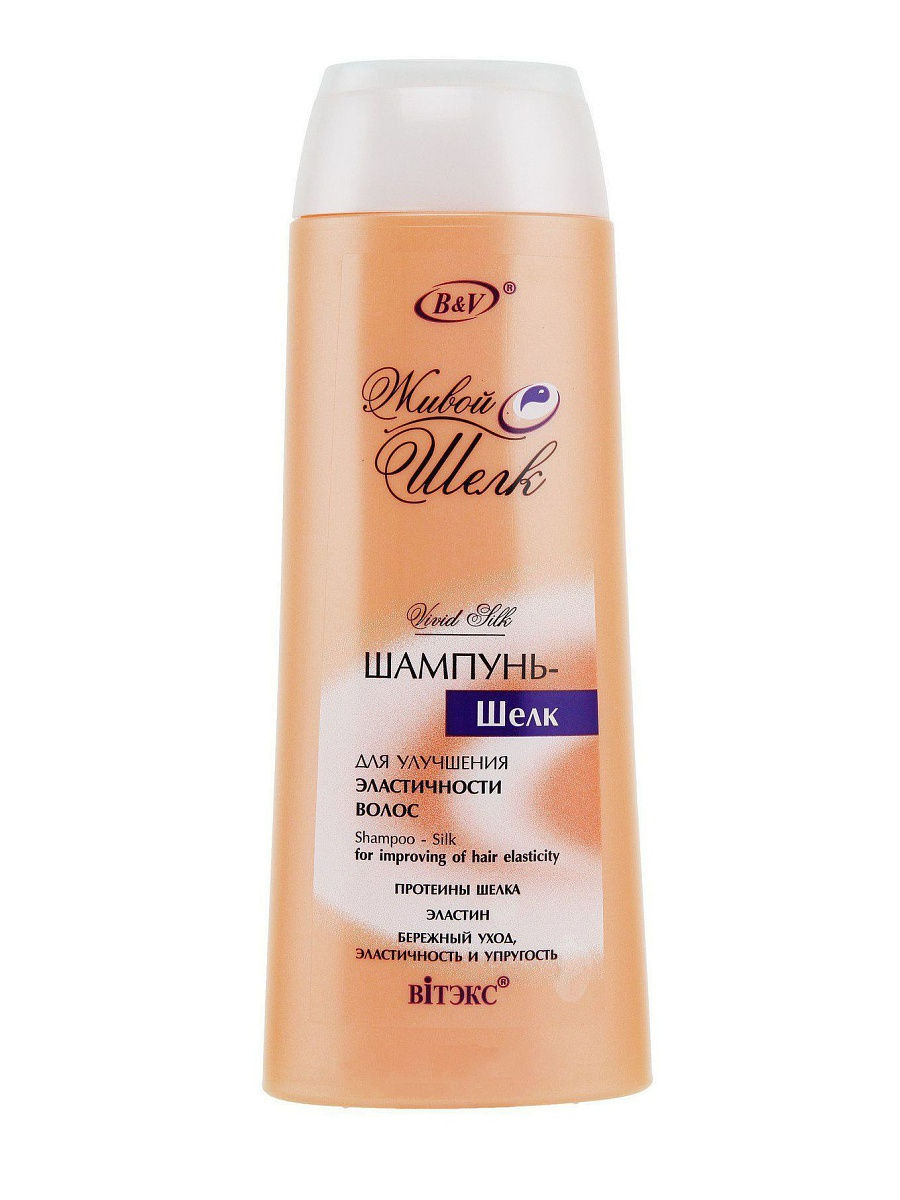 B&V®
Живой
Шелк
Vivid Silk
ШАМПУНЬ-
Шелк
ДЛЯ УЛУЧШЕНИЯ
ЭЛАСТИЧНОСТИ
ВОЛОС
Shampoo - Silk
for improving of hair elasticity
ПРОТЕИНЫ ШЕЛКА
ЭЛАСТИН
БЕРЕЖНЫЙ УХОД,
ЭЛАСТИЧНОСТЬ И УПРУГОСТЬ
ВіТЭКС®